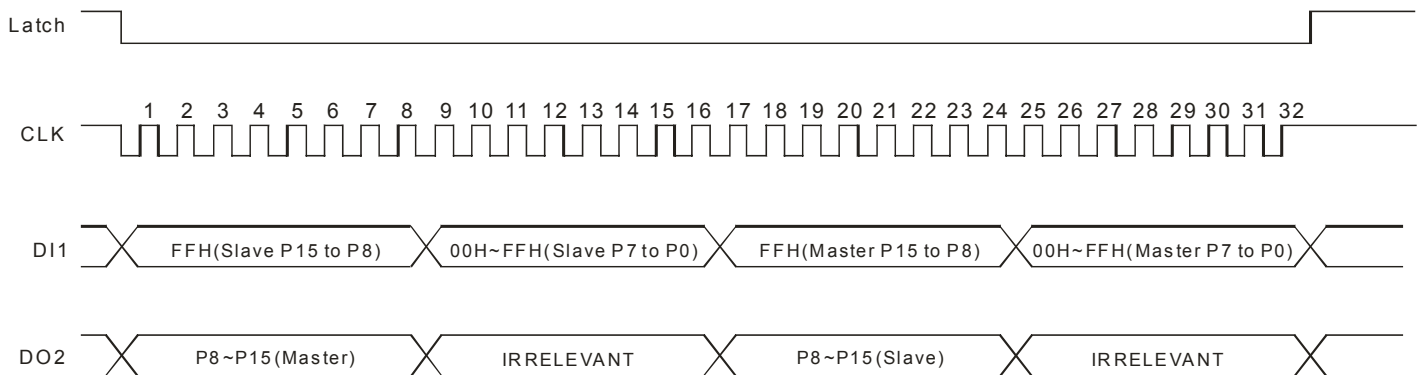 Latch
1 2 3 4 5 6 7 8 9 10 11 12 13 14 15 16 17 18 19 20 21 22 23 24 25 26 27 28 29 30 31 32
CLK
DI1 FFH(Slave P15 to P8) 00H~FFH(Slave P7 to P0) FFH(Master P15 to P8) 00H~FFH(Master P7 to P0)
DO2 P8~P15(Master) IRRELEVANT P8~P15(Slave) IRRELEVANT